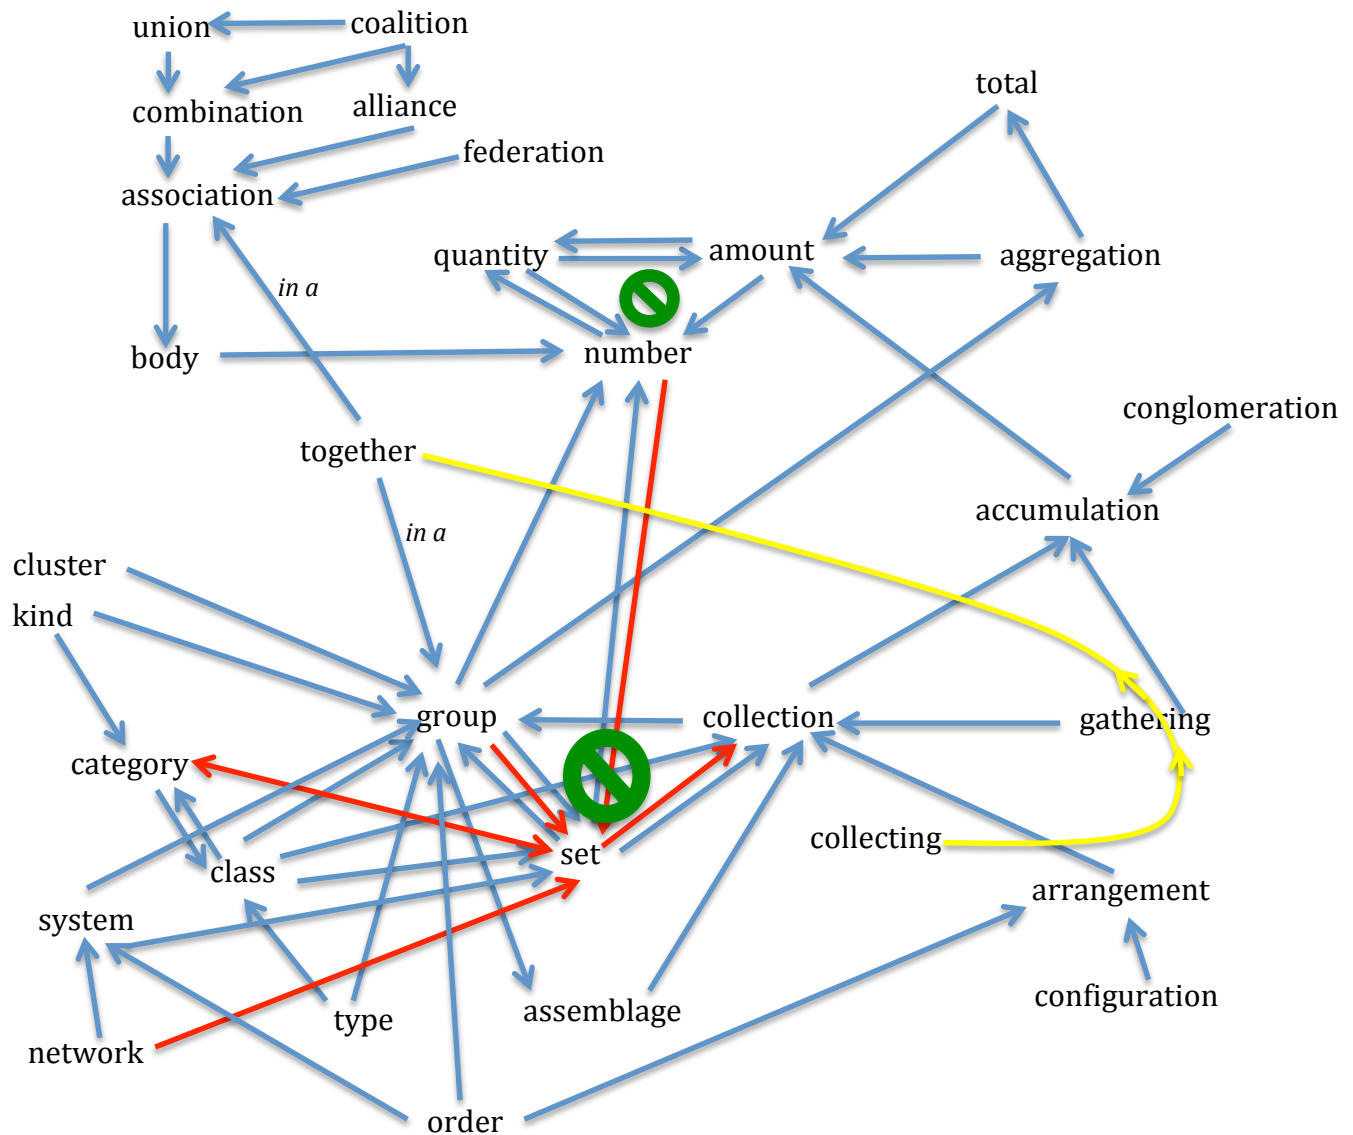 union
coalition
total
combination
alliance
federation
association
quantity
amount
aggregation
in a
body
number
conglomeration
together
accumulation
in a
cluster
kind
group
collection
gathering
category
collecting
set
class
arrangement
system
configuration
assemblage
type
network
order